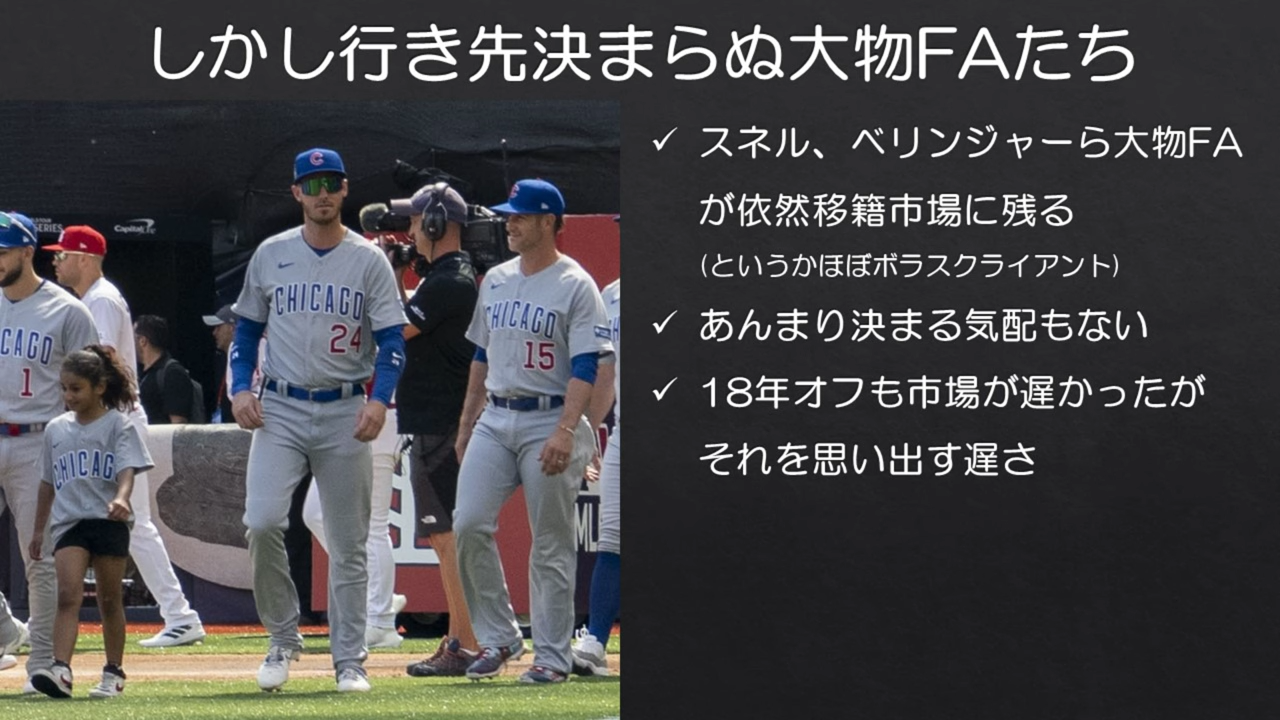 しかし行き先決まらぬ大物FAたち
✓ スネル、ベリンジャーら大物FA
が依然移籍市場に残る
(というかほぼボラスクライアント)
✓ あんまり決まる気配もない
✓ 18年オフも市場が遅かったが
それを思い出す遅さ
SERIES
Capital
CHICAGO
24
CHICAGO
15
CAGO
1
CHICAG
ML